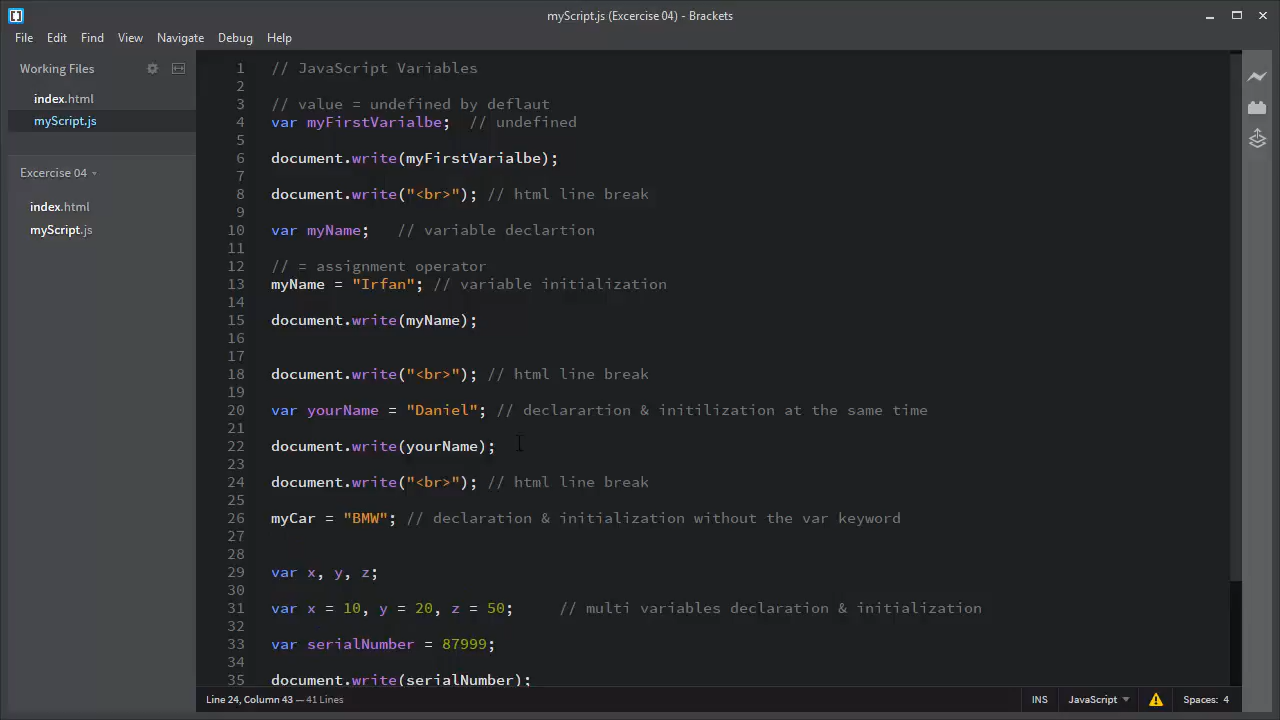 myScript.js (Excercise 04) - Brackets
File Edit Find View Navigate Debug Help
Working Files
index.html
myScript.js
Excercise 04
index.html
myScript.js
1 // JavaScript Variables
2
3 // value = undefined by deflaut
4 var myFirstVarialbe;  // undefined
5
6 document.write(myFirstVarialbe);
7
8 document.write("<br>"); // html line break
9
10 var myName;   // variable declartion
11
12 // = assignment operator
13 myName = "Irfan"; // variable initialization
14
15 document.write(myName);
16
17
18 document.write("<br>"); // html line break
19
20 var yourName = "Daniel"; // declarartion & initilization at the same time
21
22 document.write(yourName);
23
24 document.write("<br>"); // html line break
25
26 myCar = "BMW"; // declaration & initialization without the var keyword
27
28
29 var x, y, z;
30
31 var x = 10, y = 20, z = 50;     // multi variables declaration & initialization
32
33 var serialNumber = 87999;
34
35 document.write(serialNumber);
Line 24, Column 43 — 41 Lines
INS JavaScript Spaces: 4